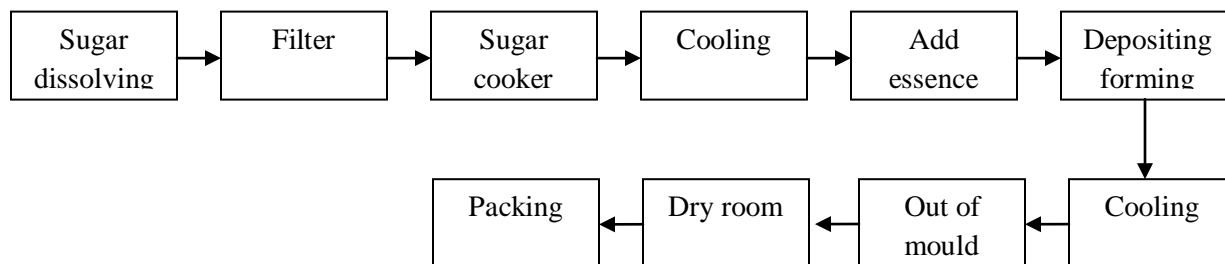 Sugar
dissolving
Filter
Sugar
cooker
Cooling
Add
essence
Depositing
forming
Cooling
Out of
mould
Dry room
Packing